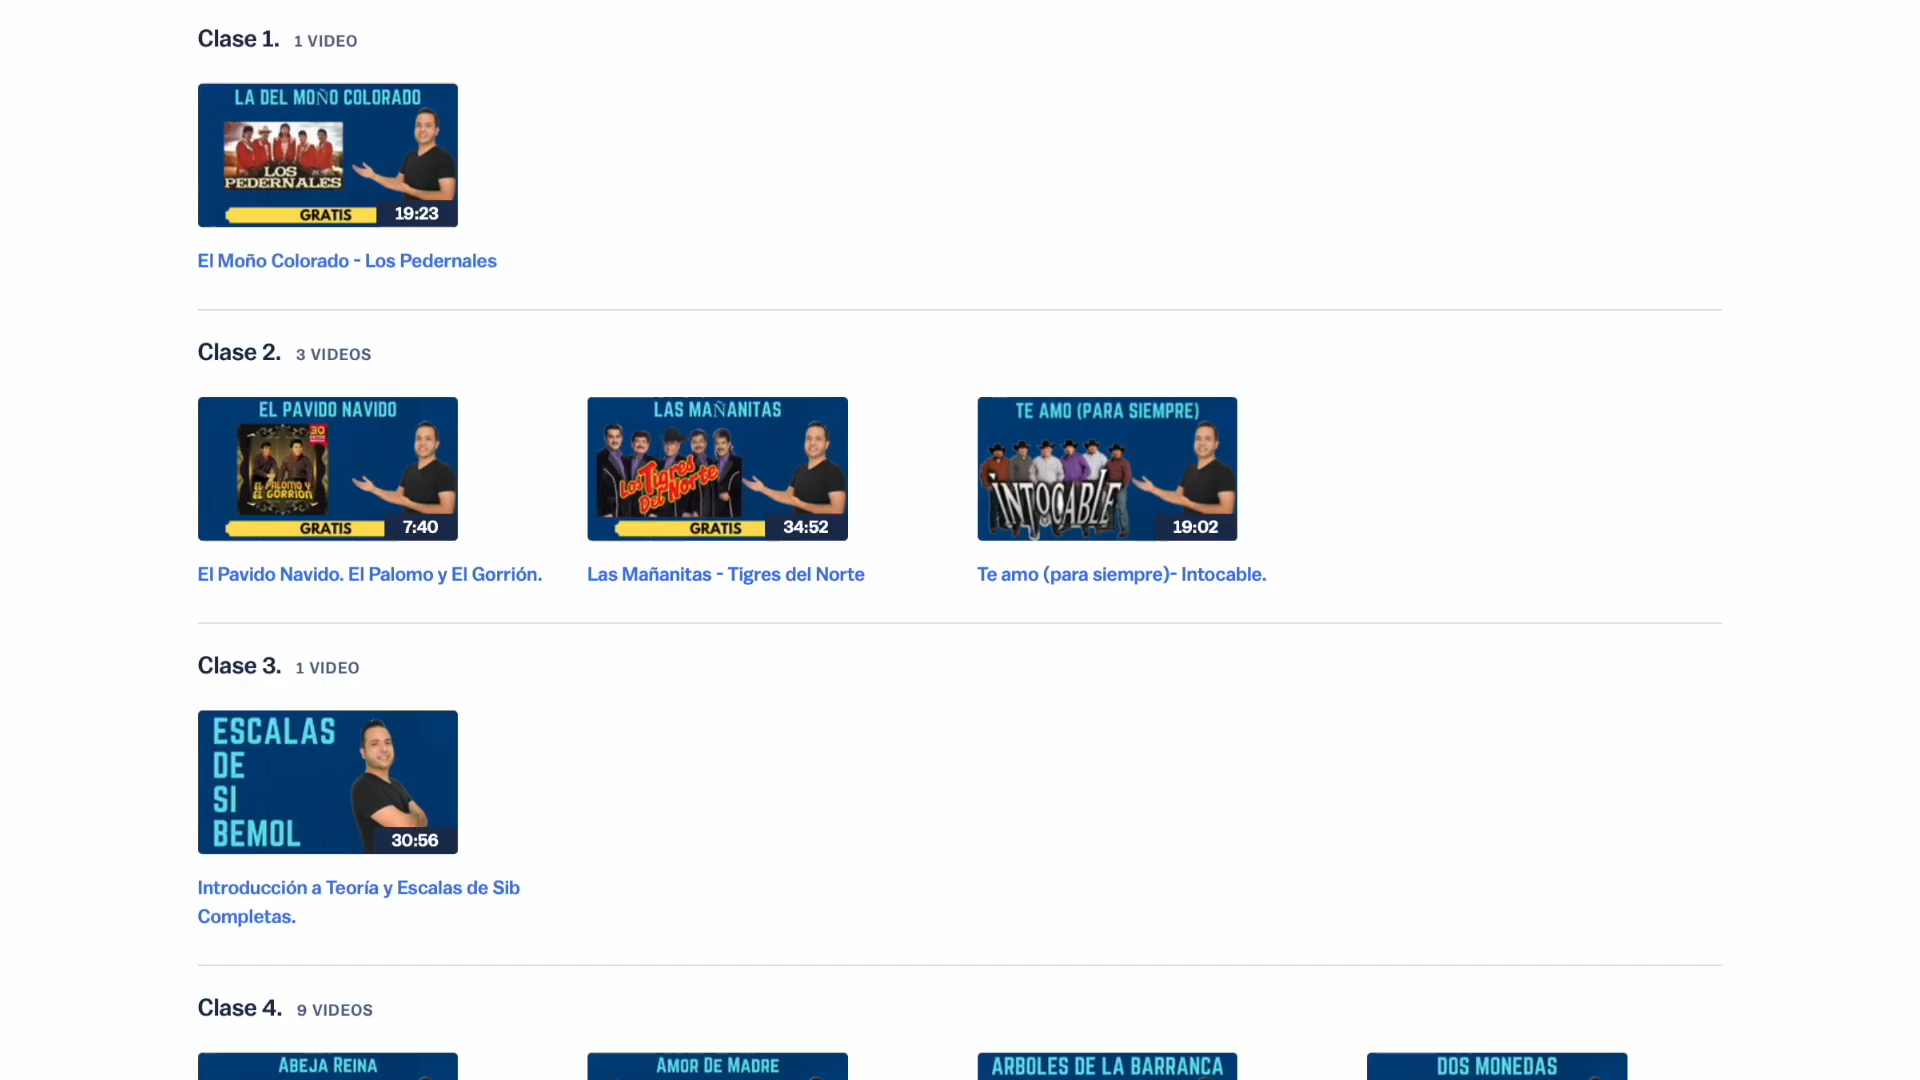 Clase 1. 1 VIDEO
LA DEL MOÑO COLORADO
LOS
PEDERNALES
GRATIS 19:23
El Moño Colorado - Los Pedernales
Clase 2. 3 VIDEOS
EL PAVIDO NAVIDO
30
EL PALOMO Y
EL GORRION
GRATIS 7:40
El Pavido Navido. El Palomo y El Gorrión.
LAS MAÑANITAS
Los Tigres
Del Norte
GRATIS 34:52
Las Mañanitas - Tigres del Norte
TE AMO (PARA SIEMPRE)
INTOCABLE
19:02
Te amo (para siempre)- Intocable.
Clase 3. 1 VIDEO
ESCALAS
DE
SI
BEMOL
30:56
Introducción a Teoría y Escalas de Sib
Completas.
Clase 4. 9 VIDEOS
ABEJA REINA
AMOR DE MADRE
ARBOLES DE LA BARRANCA
DOS MONEDAS